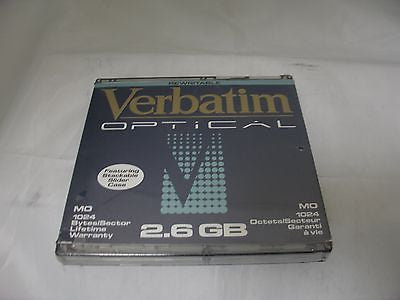 REWRITABLE
Verbatim
OPTiCAL
Featuring
Stackable
Slider
Case
MO
1024
Bytes/Sector
Lifetime
Warranty
2.6 GB
MO
1024
Octets/Secteur
Garanti
à vie